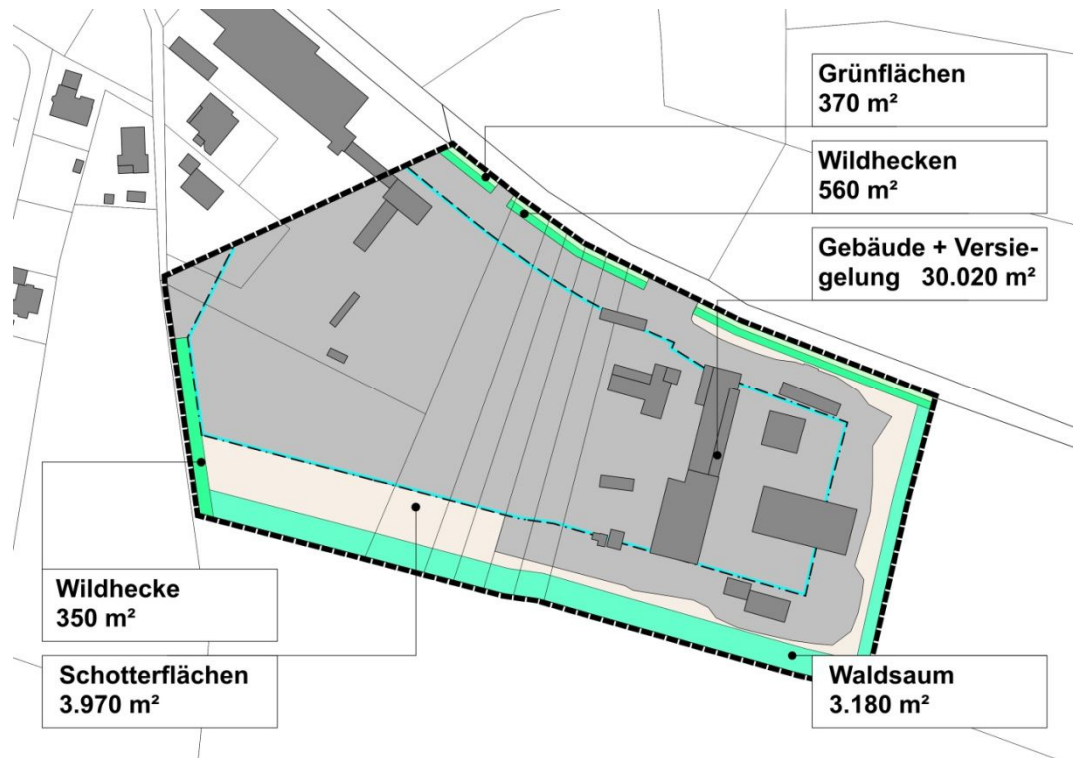 Grünflächen
370 m²
Wildhecken
560 m²
Gebäude + Versie-
gelung 30.020 m²
Wildhecke
350 m²
Schotterflächen
3.970 m²
Waldsaum
3.180 m²